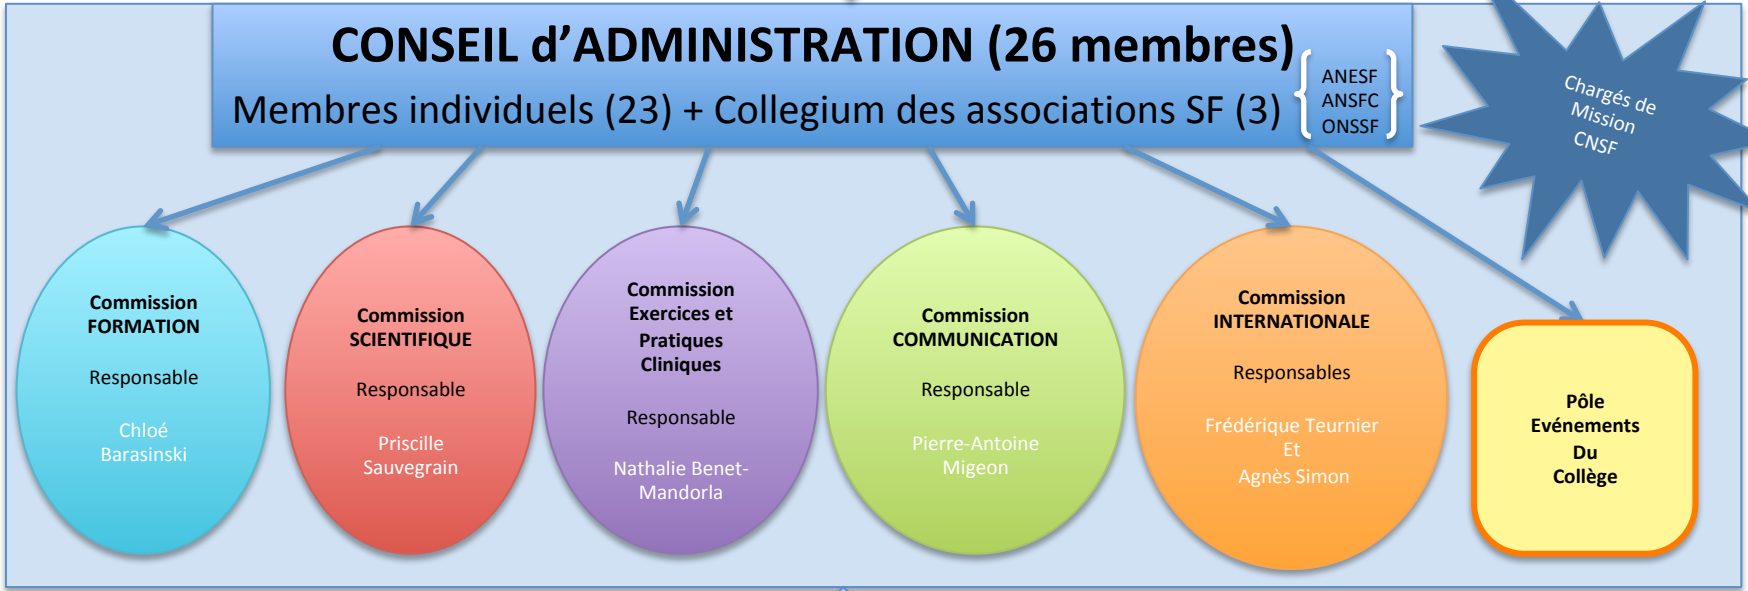 CONSEIL d’ADMINISTRATION (26 membres)
Membres individuels (23) + Collegium des associations SF (3)
ANESF
ANSFC
ONSSF
Chargés de
Mission
CNSF
Commission
FORMATION
Responsable
Chloé
Barasinski
Commission
SCIENTIFIQUE
Responsable
Priscille
Sauvegrain
Commission
Exercices et
Pratiques
Cliniques
Responsable
Nathalie Benet-
Mandorla
Commission
COMMUNICATION
Responsable
Pierre-Antoine
Migeon
Commission
INTERNATIONALE
Responsables
Frédérique Teurnier
Et
Agnès Simon
Pôle
Evénements
Du
Collège